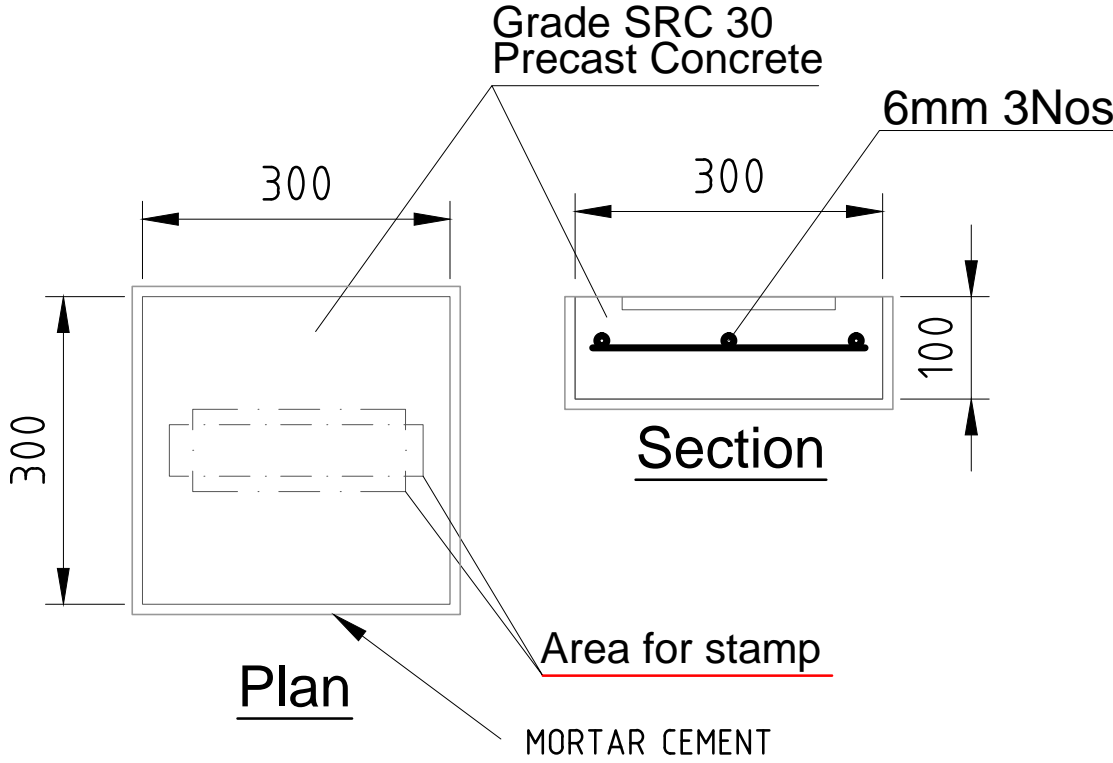 Grade SRC 30
Precast Concrete
6mm 3Nos
300
300
300
100
Section
Area for stamp
Plan
MORTAR CEMENT